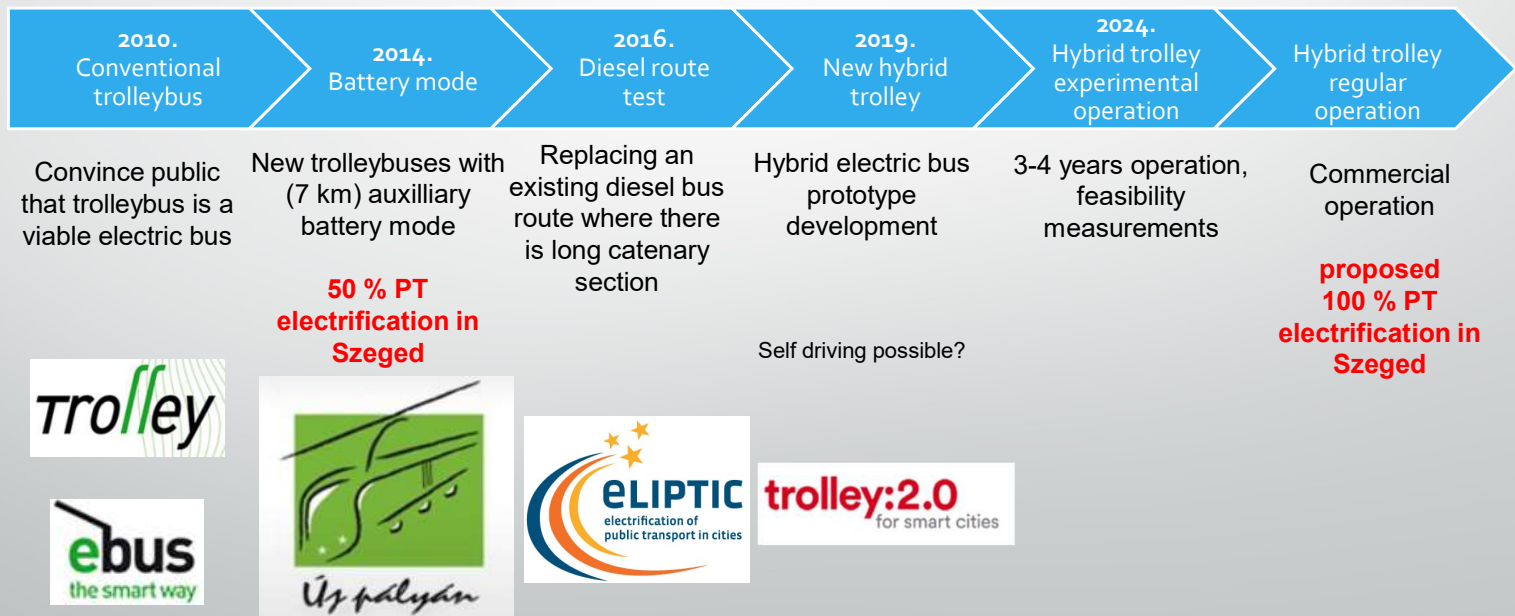 2010.
Conventional
trolleybus
2014.
Battery mode
2016.
Diesel route
test
2019.
New hybrid
trolley
2024.
Hybrid trolley
experimental
operation
Hybrid trolley
regular
operation
Convince public
that trolleybus is a
viable electric bus
New trolleybuses with
(7 km) auxilliary
battery mode
50 % PT
electrification in
Szeged
Replacing an
existing diesel bus
route where there
is long catenary
section
Hybrid electric bus
prototype
development
Self driving possible?
3-4 years operation,
feasibility
measurements
Commercial
operation
proposed
100 % PT
electrification in
Szeged
Trolley
ebus
the smart way
Új pályán
eLIPTIC
electrification of
public transport in cities
trolley:2.0
for smart cities